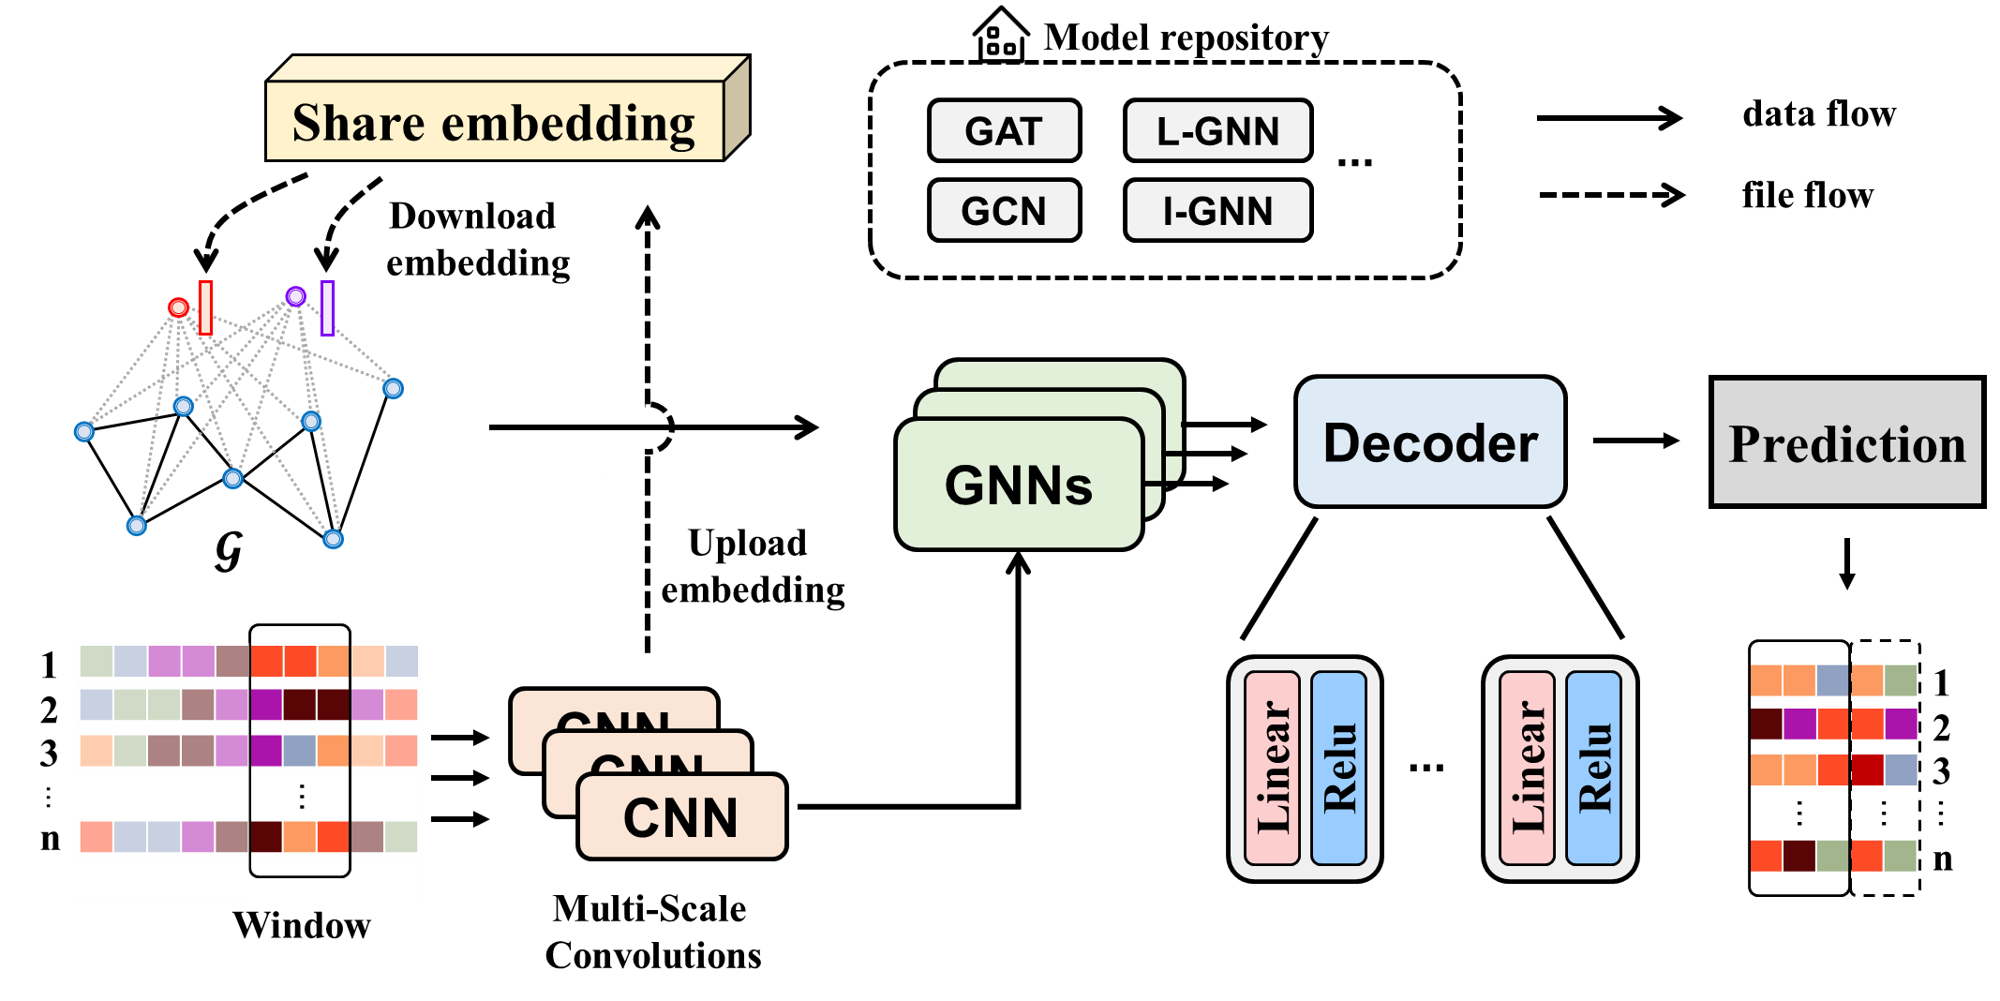 Model repository
Share embedding
GAT
L-GNN
...
GCN
I-GNN
data flow
file flow
Download
embedding
𝒢
Upload
embedding
GNNs
Decoder
Prediction
1
2
3
⋮
n
⋮
Window
CNN
CNN
CNN
Multi-Scale
Convolutions
Linear
Relu
...
Linear
Relu
1
2
3
⋮
⋮
⋮
n